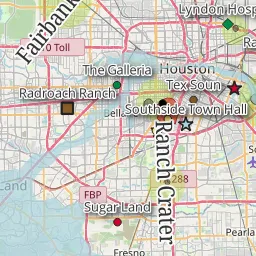 Lyndon Hosp
Fairbank
10 Toll
The Galleria
Houston
Tex Soun
Radroach Ranch
Bella
Southside Town Hall
Ranch Crater
FBP
288
Sugar Land
Pearla
Fresno
Land